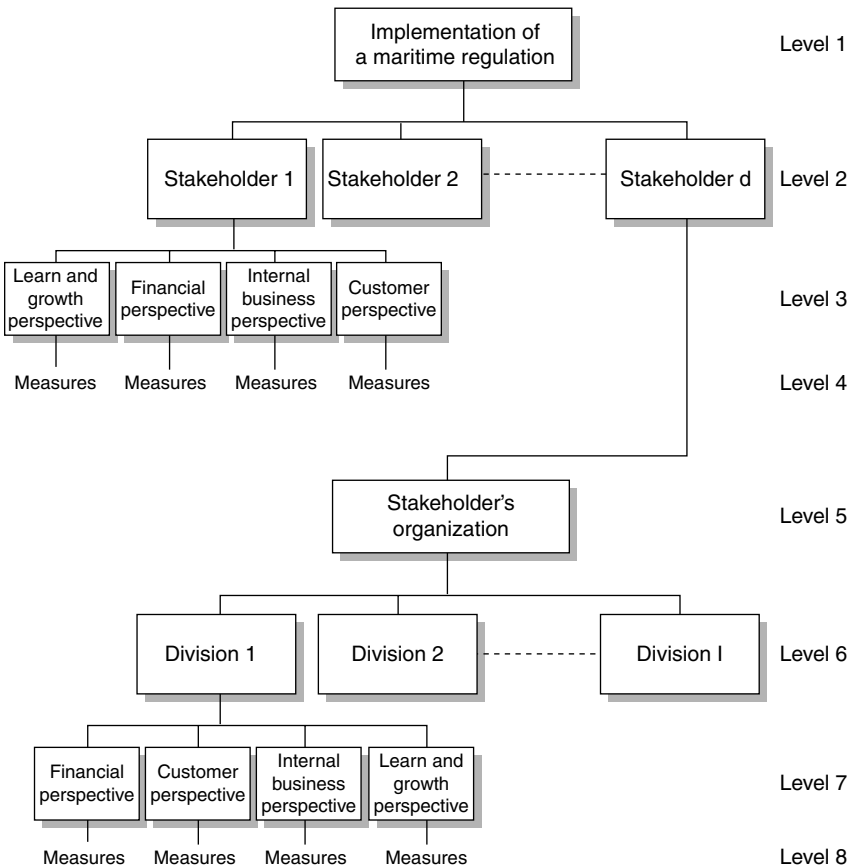 Implementation of
a maritime regulation
Level 1
Stakeholder 1
Stakeholder 2
Stakeholder d
Level 2
Learn and
growth
perspective
Financial
perspective
Internal
business
perspective
Customer
perspective
Level 3
Measures
Measures
Measures
Measures
Level 4
Stakeholder's
organization
Level 5
Division 1
Division 2
Division I
Level 6
Financial
perspective
Customer
perspective
Internal
business
perspective
Learn and
growth
perspective
Level 7
Measures
Measures
Measures
Measures
Level 8